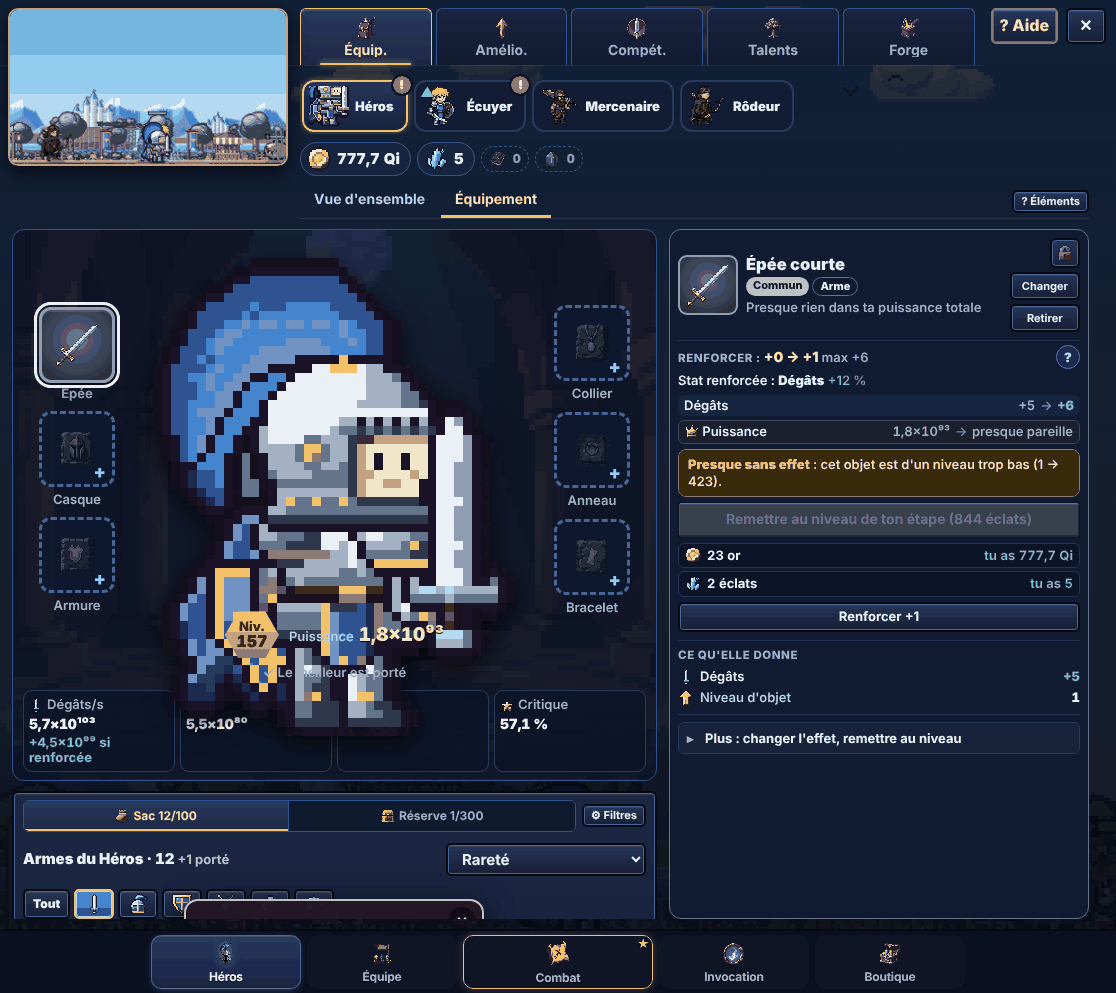 Équip.
Amélio.
Compét.
Talents
Forge
? Aide
×
Héros
!
Écuyer
!
Mercenaire
Rôdeur
777,7 Qi
5
0
0
Vue d'ensemble
Équipement
? Éléments
Épée
Casque
Armure
Collier
Anneau
Bracelet
Niv.
157
Puissance 1,8×10⁹³
✓ Le meilleur est porté
Dégâts/s
5,7×10¹⁰³
+4,5×10⁹⁹ si
renforcée
5,5×10⁸⁰
Critique
57,1 %
Sac 12/100
Réserve 1/300
⚙ Filtres
Armes du Héros · 12 +1 porté
Rareté
Tout
Épée courte
Commun
Arme
Presque rien dans ta puissance totale
Changer
Retirer
RENFORCER : +0 → +1 max +6
?
Stat renforcée : Dégâts +12 %
Dégâts
+5 → +6
Puissance
1,8×10⁹³ → presque pareille
Presque sans effet : cet objet est d'un niveau trop bas (1 →
423).
Remettre au niveau de ton étape (844 éclats)
23 or
tu as 777,7 Qi
2 éclats
tu as 5
Renforcer +1
CE QU'ELLE DONNE
Dégâts
+5
Niveau d'objet
1
▸ Plus : changer l'effet, remettre au niveau
Héros
Équipe
Combat
Invocation
Boutique